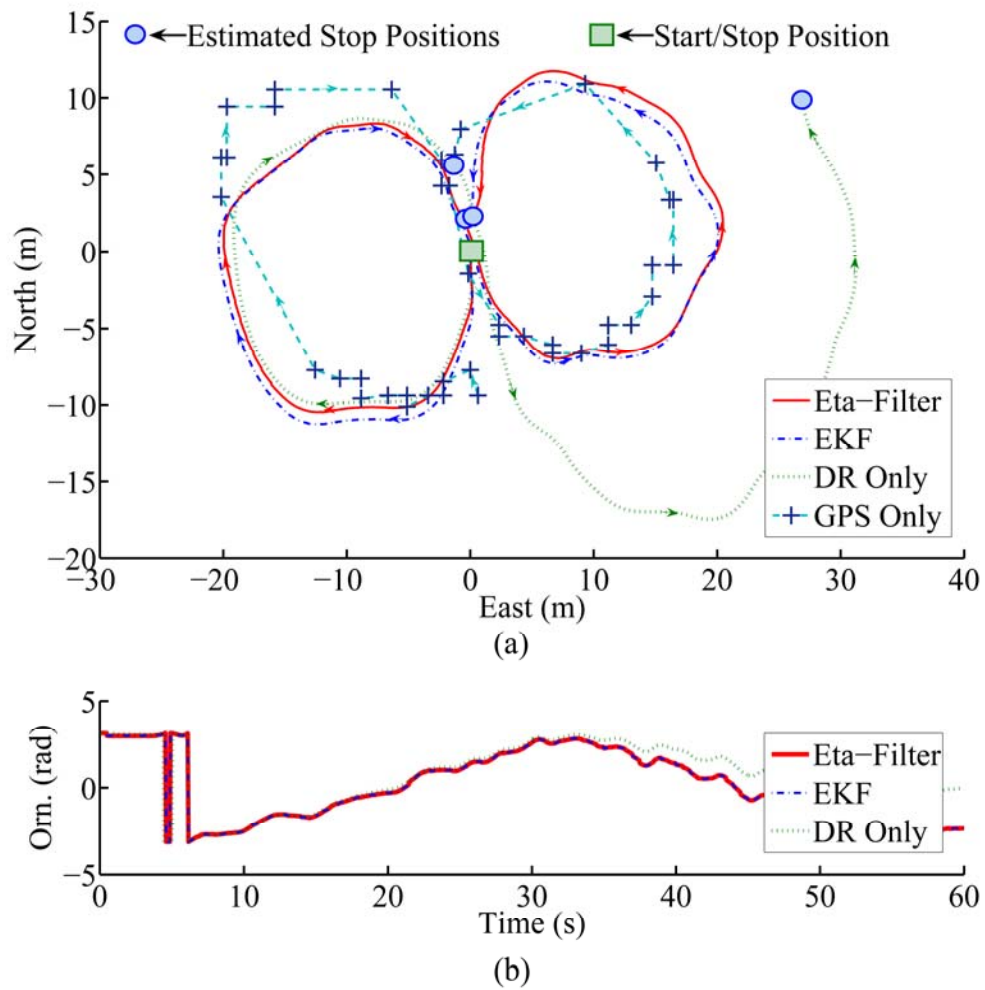 15
10
5
0
−5
−10
−15
−20
North (m)
Estimated Stop Positions
Start/Stop Position
Eta−Filter
EKF
DR Only
GPS Only
−30 −20 −10 0 10 20 30 40
East (m)
(a)
5
0
−5
Orn. (rad)
Eta−Filter
EKF
DR Only
0 10 20 30 40 50 60
Time (s)
(b)